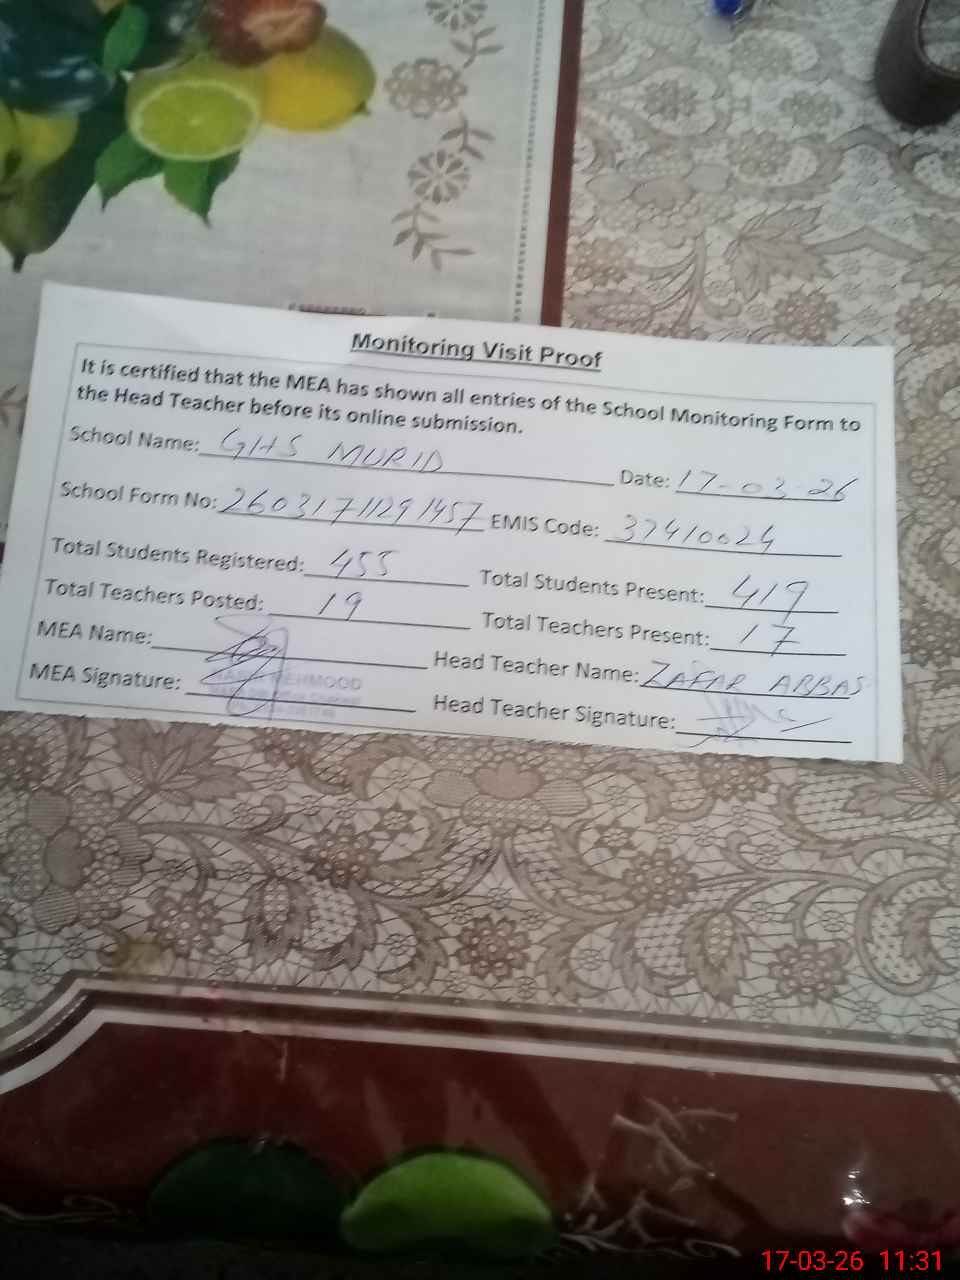 Monitoring Visit Proof
It is certified that the MEA has shown all entries of the School Monitoring Form to
the Head Teacher before its online submission.
School Name: GHS MURID Date: 17-03-26
School Form No: 26031711291457 EMIS Code: 37410024
Total Students Registered: 455 Total Students Present: 419
Total Teachers Posted: 19 Total Teachers Present: 17
MEA Name: Head Teacher Name: ZAFAR ABBAS
MEHMOOD
MEA Signature: Head Teacher Signature:
17-03-26 11:31